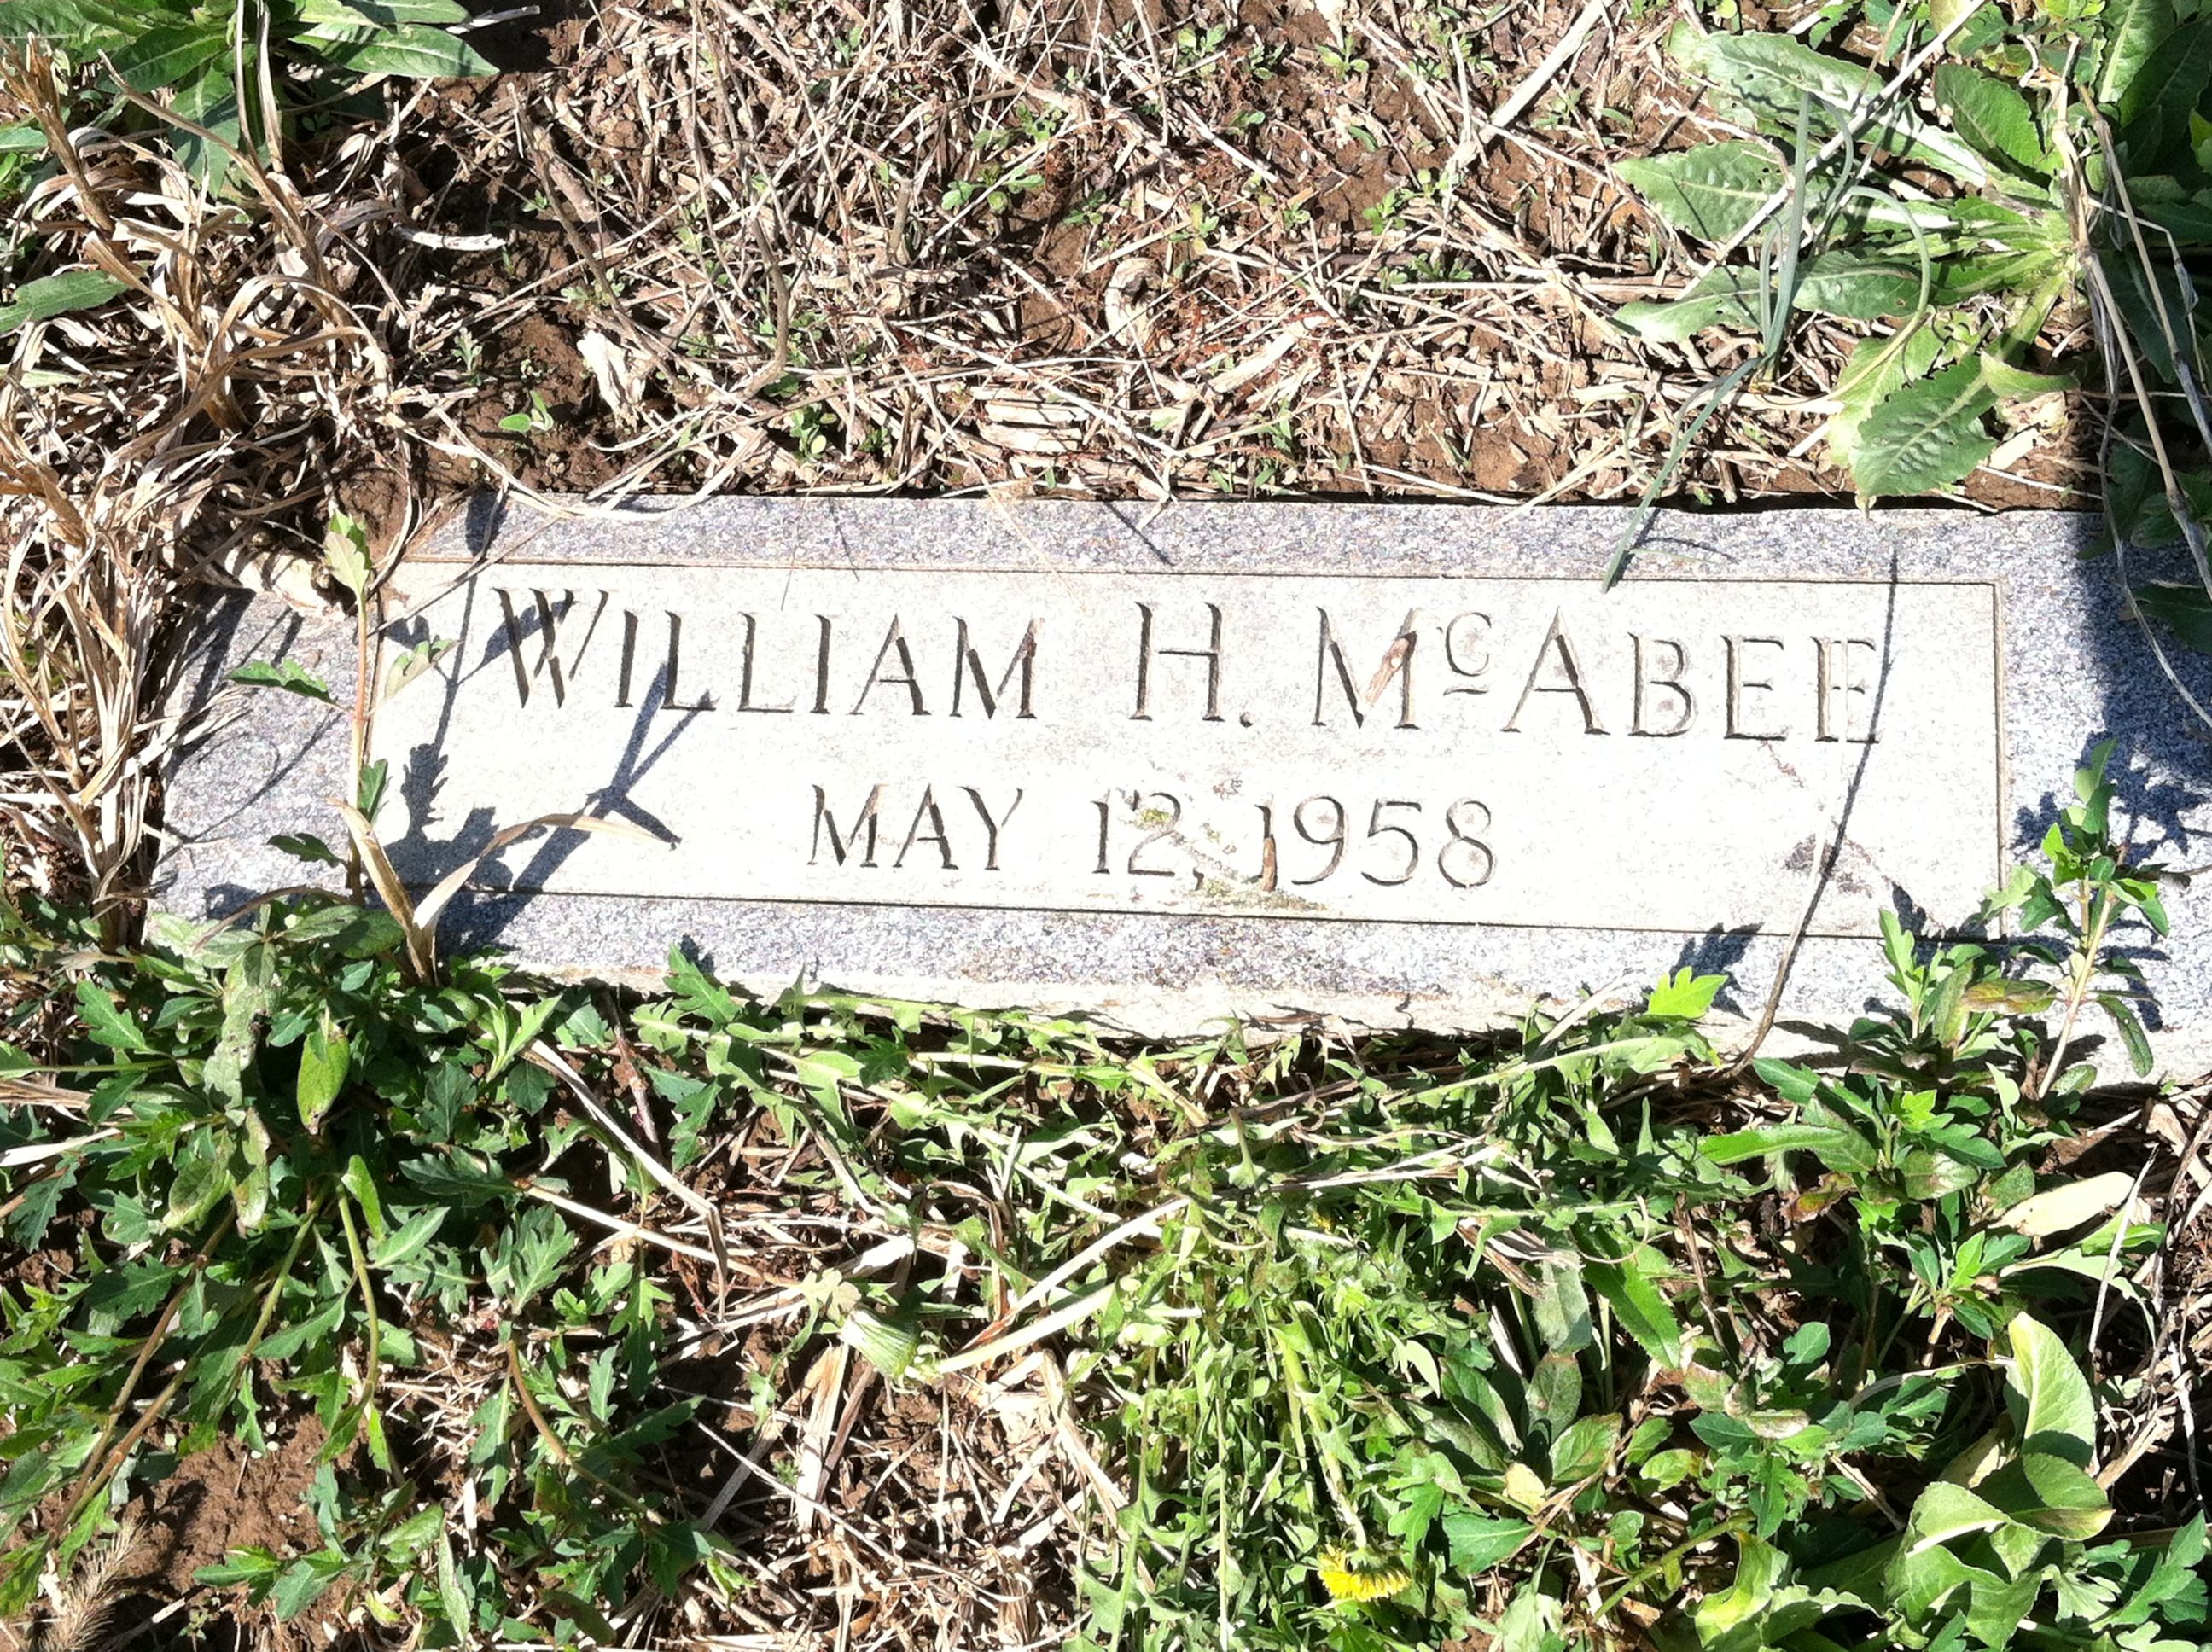 WILLIAM H. McABEE
MAY 12, 1958